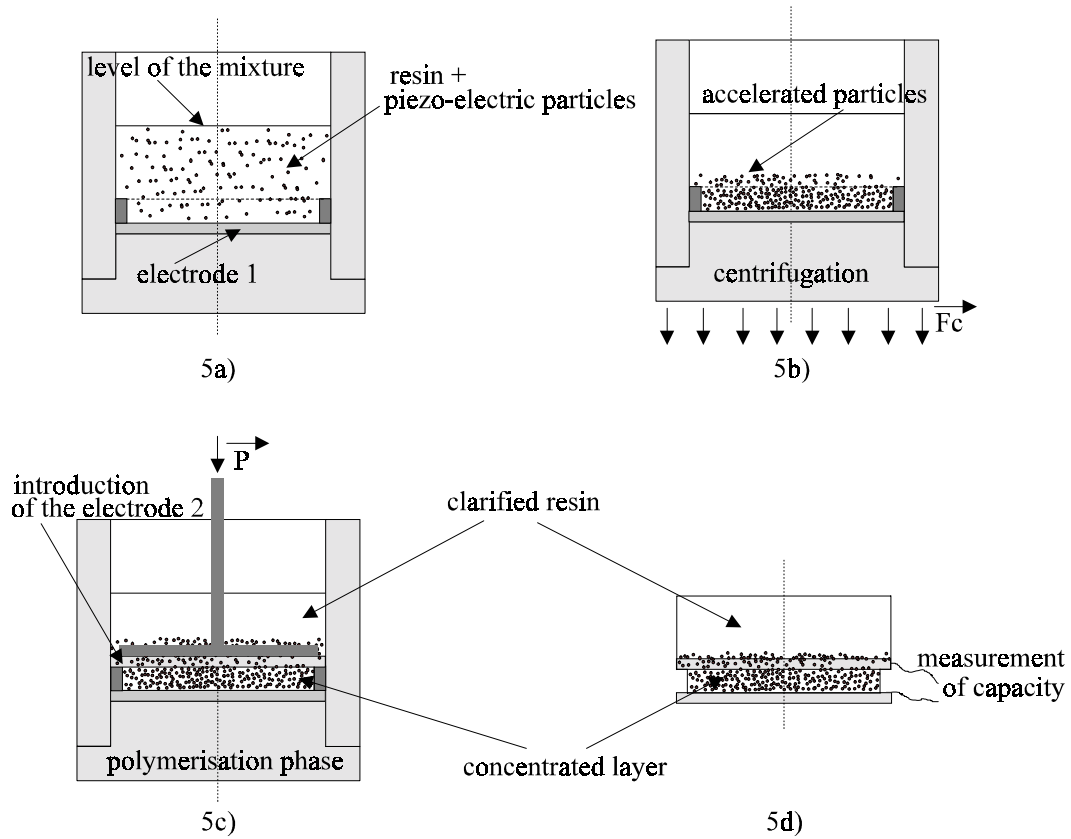 level of the mixture
resin +
piezo-electric particles
electrode 1
5a)
accelerated particles
centrifugation
Fc
5b)
P
introduction
of the electrode 2
clarified resin
polymerisation phase
concentrated layer
5c)
measurement
of capacity
5d)